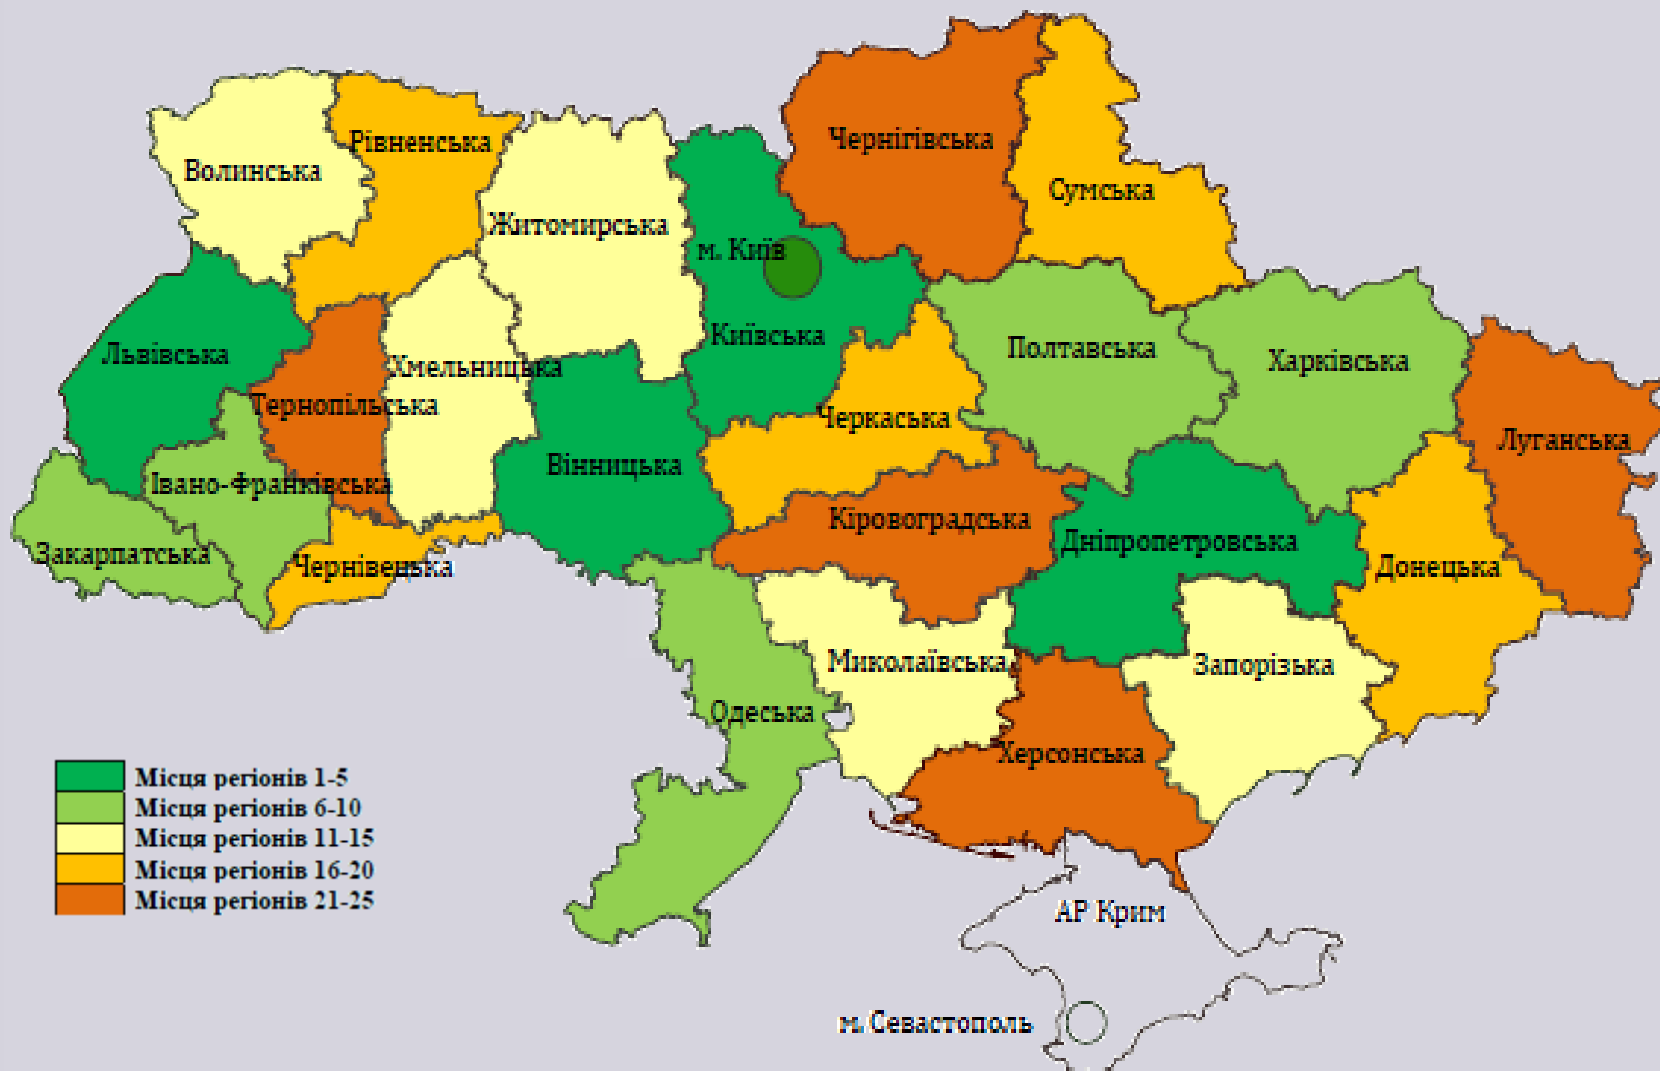 Чернігівська
Рівненська
Волинська
Сумська
Житомирська
м. Київ
Київська
Львівська
Полтавська
Харківська
Хмельницька
Тернопільська
Черкаська
Луганська
Вінницька
Івано-Франківська
Кіровоградська
Дніпропетровська
Закарпатська
Чернівецька
Донецька
Миколаївська
Запорізька
Одеська
Херсонська
Місця регіонів 1-5
Місця регіонів 6-10
Місця регіонів 11-15
Місця регіонів 16-20
Місця регіонів 21-25
АР Крим
м. Севастополь